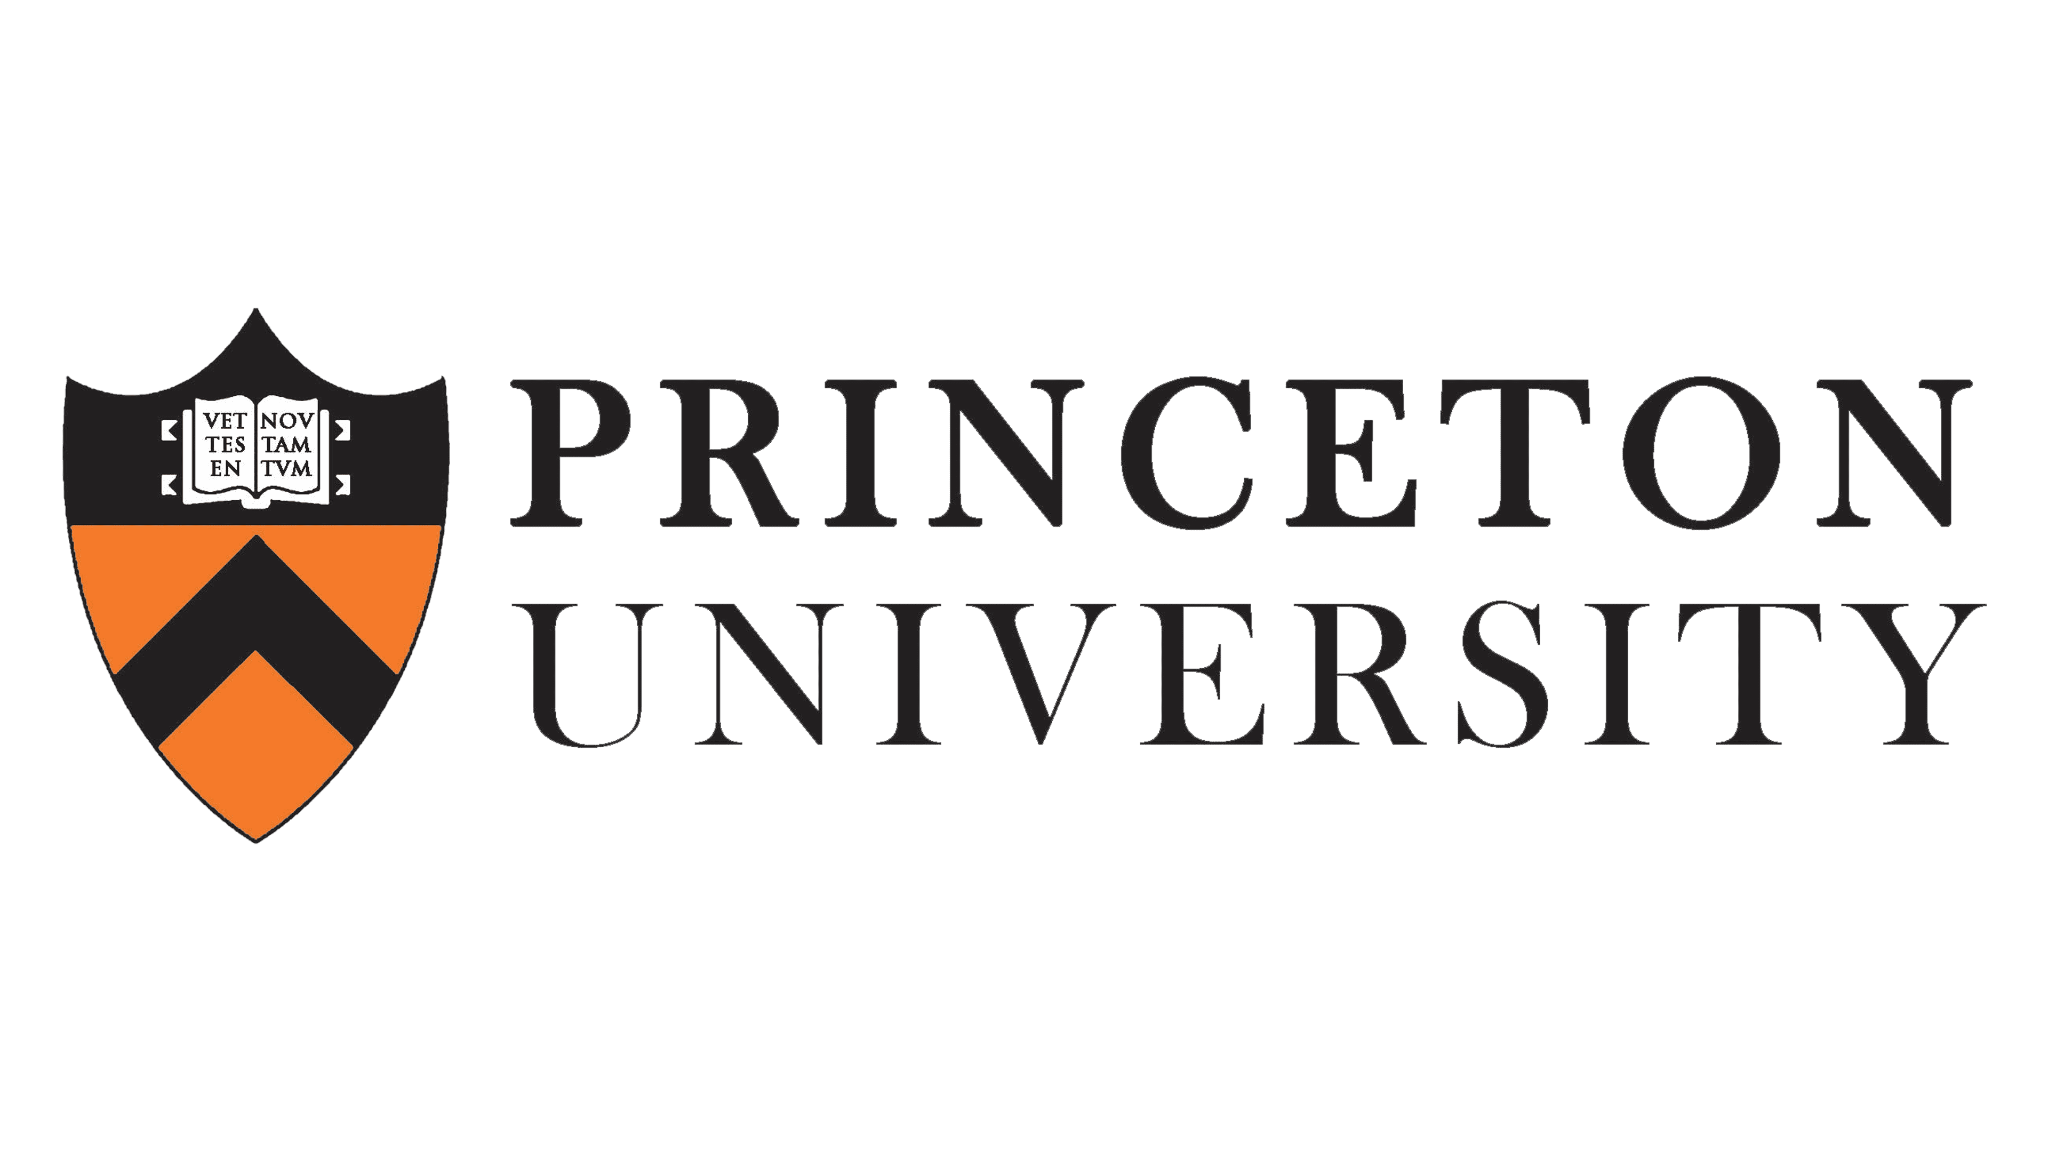 VET NOV
TES TAM
EN TVM
PRINCETON
UNIVERSITY